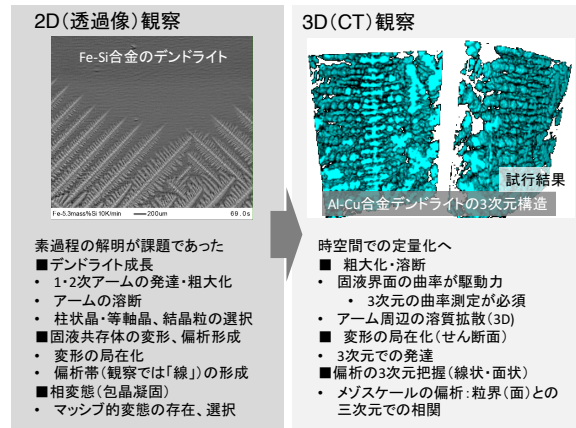 2D(透過像)観察
Fe-Si合金のデンドライト
Fe-5.3mass%Si 10K/min 200um 69.0s
素過程の解明が課題であった
■デンドライト成長
• 1・2次アームの発達・粗大化
• アームの溶断
• 柱状晶・等軸晶、結晶粒の選択
■固液共存体の変形、偏析形成
• 変形の局在化
• 偏析帯(観察では「線」)の形成
■相変態(包晶凝固)
• マッシブ的変態の存在、選択
3D(CT)観察
試行結果
Al-Cu合金デンドライトの3次元構造
時空間での定量化へ
■ 粗大化・溶断
• 固液界面の曲率が駆動力
• 3次元の曲率測定が必須
• アーム周辺の溶質拡散(3D)
■ 変形の局在化(せん断面)
• 3次元での発達
■偏析の3次元把握(線状・面状)
• メゾスケールの偏析:粒界(面)との
三次元での相関